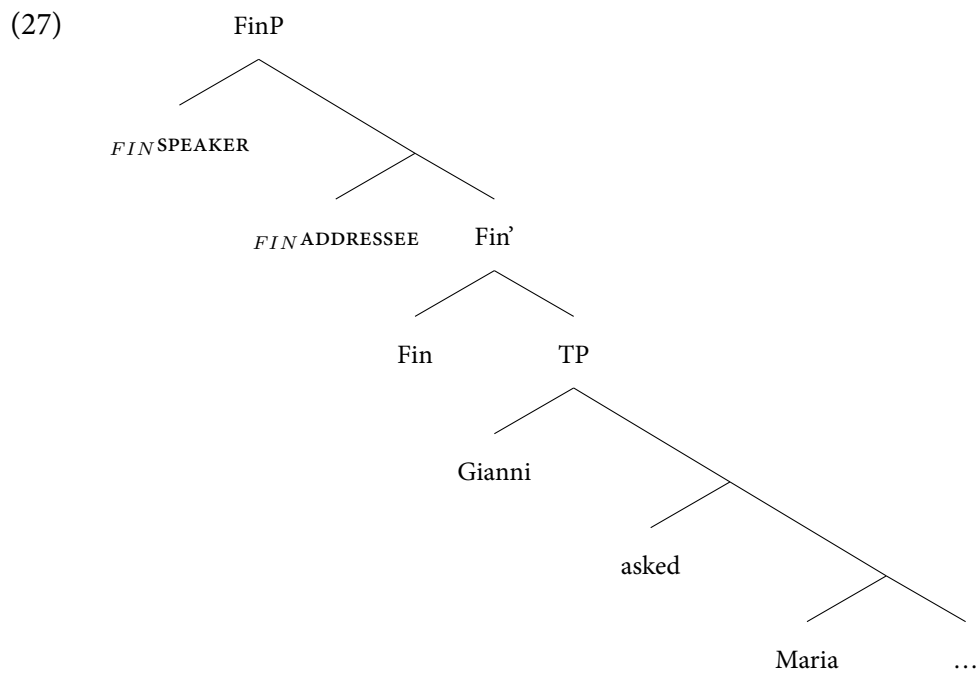 (27) FinP
FIN SPEAKER
FIN ADDRESSEE Fin’
Fin TP
Gianni
asked
Maria …